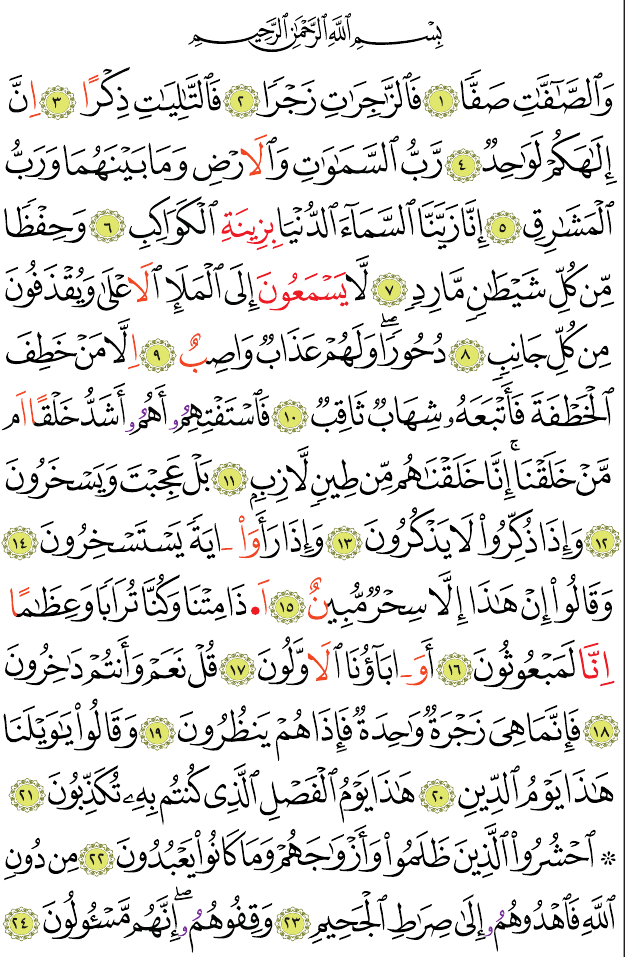 بِسْمِ ٱللَّهِ ٱلرَّحْمَٰنِ ٱلرَّحِيمِ
وَٱلصَّٰٓفَّٰتِ صَفّٗا ١ فَٱلزَّٰجِرَٰتِ زَجۡرٗا ٢ فَٱلتَّٰلِيَٰتِ ذِكۡرًا ٣ اِنَّ
إِلَٰهَكُمۡ لَوَٰحِدٞ ٤ رَّبُّ ٱلسَّمَٰوَٰتِ وَٱلَارۡضِ وَمَا بَيۡنَهُمَا وَرَبُّ
ٱلۡمَشَٰرِقِ ٥ إِنَّا زَيَّنَّا ٱلسَّمَآءَ ٱلدُّنۡيَا بِزِينَةِ ٱلۡكَوَاكِبِ ٦ وَحِفۡظٗا
مِّن كُلِّ شَيۡطَٰنٖ مَّارِدٖ ٧ لَّا يَسۡمَعُونَ إِلَى ٱلۡمَلَإِ ٱلَاعۡلَىٰ وَيُقۡذَفُونَ
مِن كُلِّ جَانِبٖ ٨ دُحُورٗاۖ وَلَهُمۡ عَذَابٞ وَاصِبٌ ٩ اِلَّا مَنۡ خَطِفَ
ٱلۡخَطۡفَةَ فَأَتۡبَعَهُۥ شِهَابٞ ثَاقِبٞ ١٠ فَٱسۡتَفۡتِهِمُۥ أَهُمُۥ أَشَدُّ خَلۡقًا اَم
مَّنۡ خَلَقۡنَاۚ إِنَّا خَلَقۡنَٰهُم مِّن طِينٖ لَّازِبِۭ ١١ بَلۡ عَجِبۡتَ وَيَسۡخَرُونَ
١٢ وَإِذَا ذُكِّرُواْ لَا يَذۡكُرُونَ ١٣ وَإِذَا رَأَوَاْ ـ ايَةٗ يَسۡتَسۡخِرُونَ ١٤
وَقَالُوٓاْ إِنۡ هَٰذَآ إِلَّا سِحۡرٞ مُّبِينٌ ١٥ اَ۟ • ذَا مِتۡنَا وَكُنَّا تُرَابٗا وَعِظَٰمًا
اِنَّا لَمَبۡعُوثُونَ ١٦ أَوَ ـ ابَآؤُنَا ٱلَاوَّلُونَ ١٧ قُلۡ نَعَمۡ وَأَنتُمۡ دَٰخِرُونَ
١٨ فَإِنَّمَا هِيَ زَجۡرَةٞ وَٰحِدَةٞ فَإِذَا هُمۡ يَنظُرُونَ ١٩ وَقَالُواْ يَٰوَيۡلَنَا
هَٰذَا يَوۡمُ ٱلدِّينِ ٢٠ هَٰذَا يَوۡمُ ٱلۡفَصۡلِ ٱلَّذِي كُنتُم بِهِۦ تُكَذِّبُونَ ٢١
* ٱحۡشُرُواْ ٱلَّذِينَ ظَلَمُواْ وَأَزۡوَٰجَهُمۡ وَمَا كَانُواْ يَعۡبُدُونَ ٢٢ مِن دُونِ
ٱللَّهِ فَٱهۡدُوهُمُۥ إِلَىٰ صِرَٰطِ ٱلۡجَحِيمِ ٢٣ وَقِفُوهُمُۥۖ إِنَّهُم مَّسۡـُٔولُونَ ٢٤